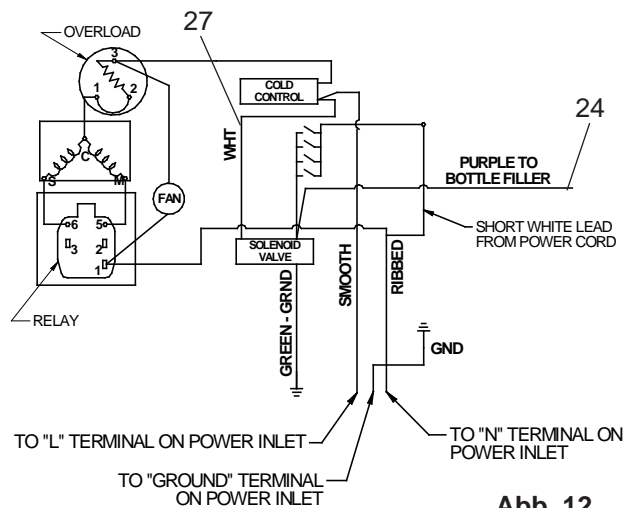 OVERLOAD
27
3
1
2
COLD
CONTROL
24
WHT
C
S
M
PURPLE TO
BOTTLE FILLER
FAN
6
5
3
2
1
SOLENOID
VALVE
SHORT WHITE LEAD
FROM POWER CORD
SMOOTH
RIBBED
GREEN - GRND
RELAY
GND
TO "L" TERMINAL ON POWER INLET
TO "N" TERMINAL ON
POWER INLET
TO "GROUND" TERMINAL
ON POWER INLET
Abb. 12